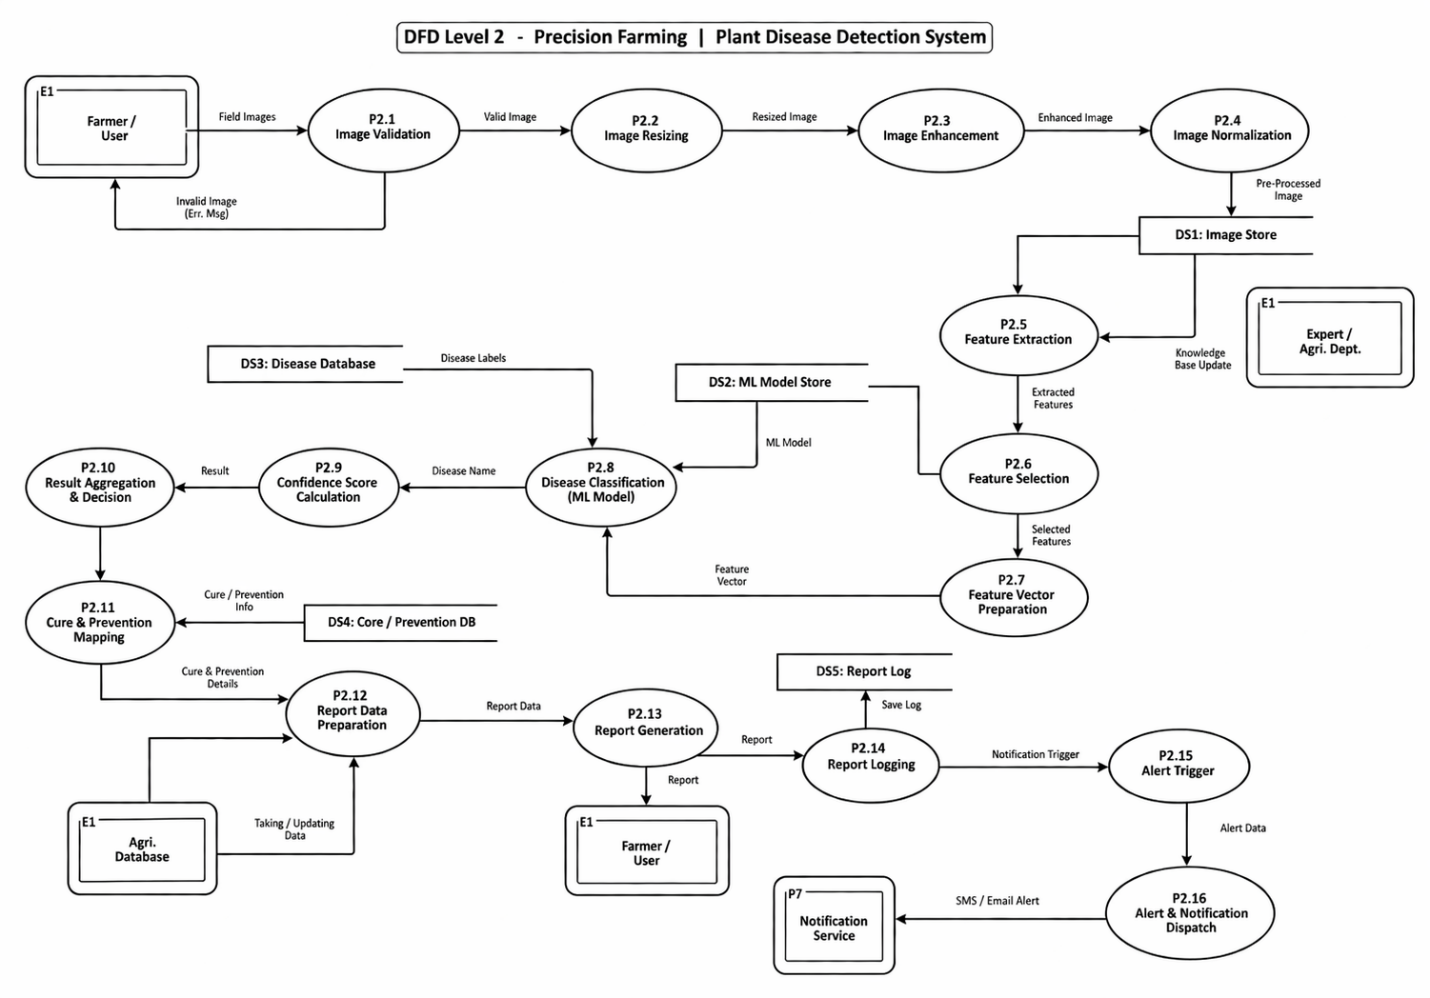 DFD Level 2 - Precision Farming | Plant Disease Detection System
E1
Farmer /
User
Field Images
P2.1
Image Validation
Valid Image
P2.2
Image Resizing
Resized Image
P2.3
Image Enhancement
Enhanced Image
P2.4
Image Normalization
Invalid Image
(Err. Msg)
Pre-Processed
Image
DS1: Image Store
P2.5
Feature Extraction
Knowledge
Base Update
E1
Expert /
Agri. Dept.
DS3: Disease Database
Disease Labels
DS2: ML Model Store
Extracted
Features
ML Model
P2.6
Feature Selection
P2.10
Result Aggregation
& Decision
Result
P2.9
Confidence Score
Calculation
Disease Name
P2.8
Disease Classification
(ML Model)
Selected
Features
Feature
Vector
P2.7
Feature Vector
Preparation
P2.11
Cure & Prevention
Mapping
Cure / Prevention
Info
DS4: Core / Prevention DB
Cure & Prevention
Details
P2.12
Report Data
Preparation
Report Data
P2.13
Report Generation
DS5: Report Log
Save Log
Report
P2.14
Report Logging
Notification Trigger
P2.15
Alert Trigger
Report
E1
Agri.
Database
Taking / Updating
Data
E1
Farmer /
User
Alert Data
P7
Notification
Service
SMS / Email Alert
P2.16
Alert & Notification
Dispatch